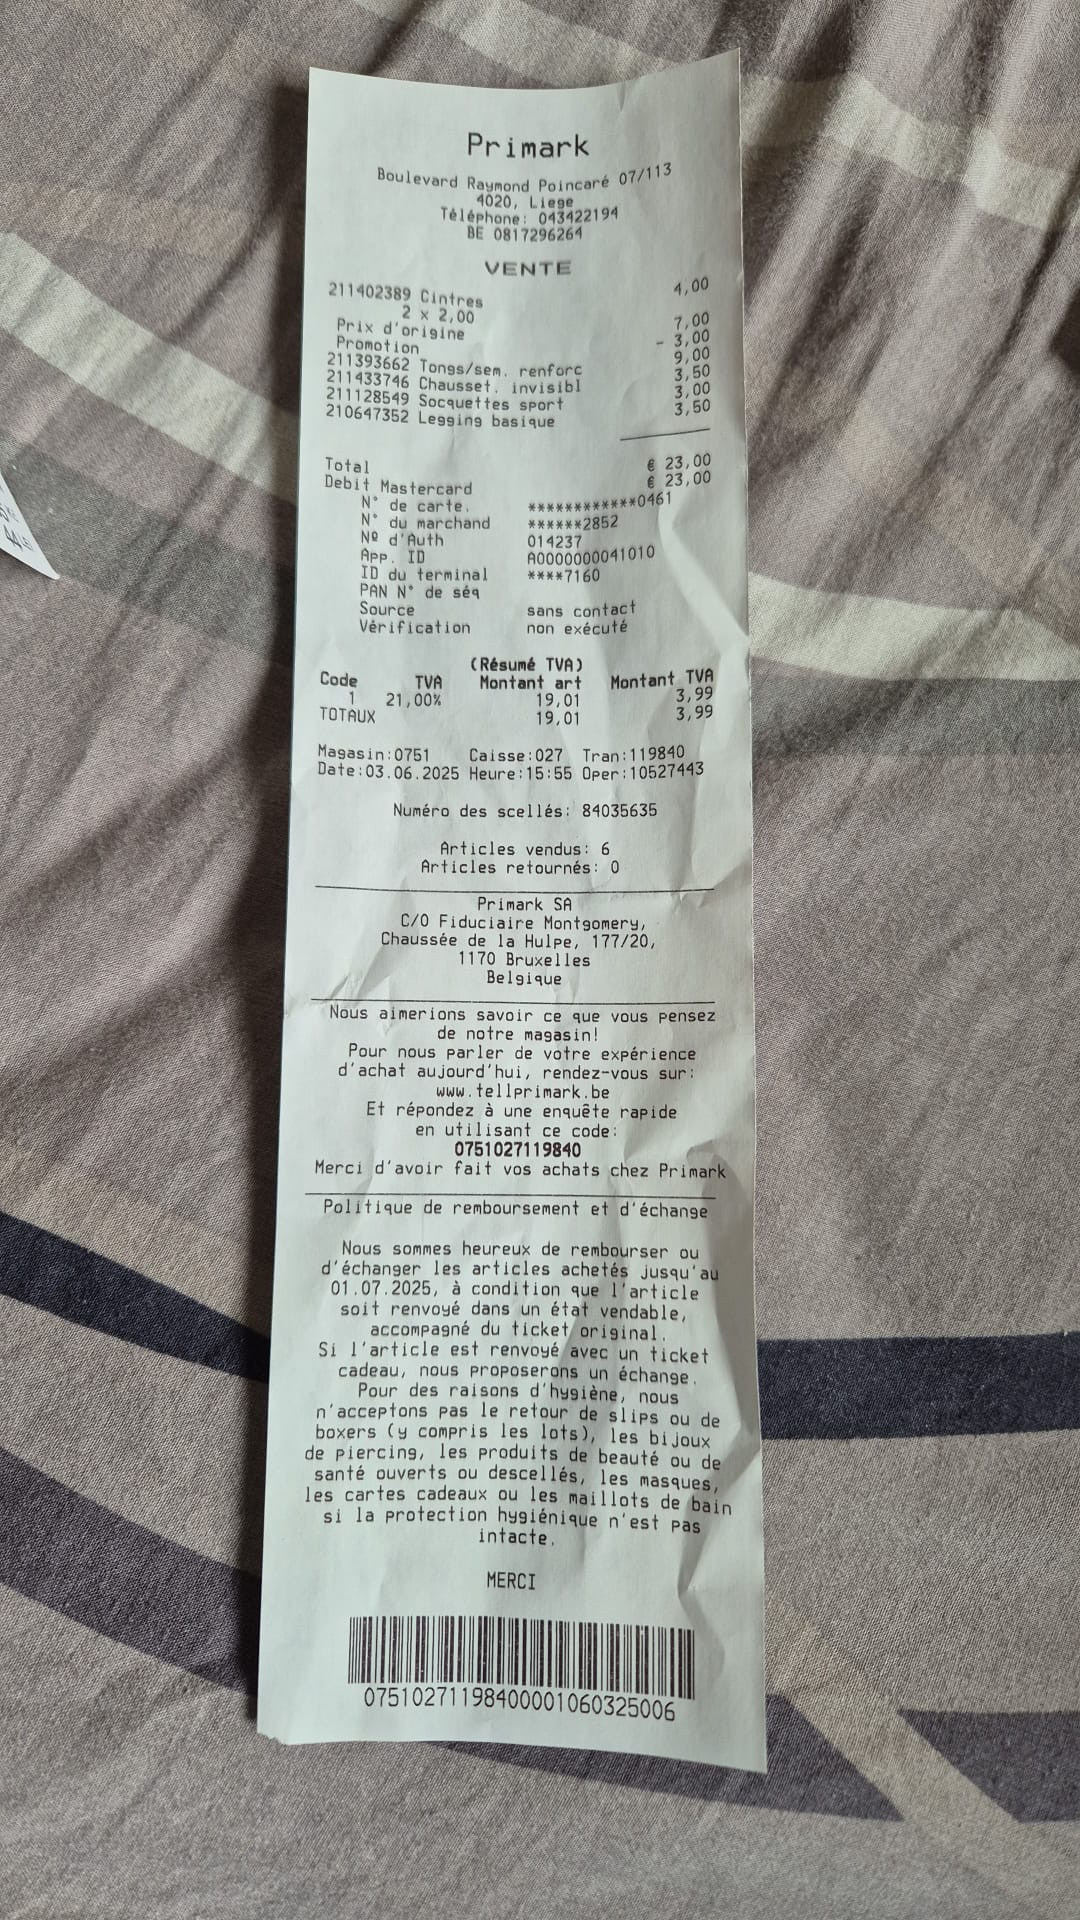 Primark
Boulevard Raymond Poincaré 07/113
4020, Liege
Téléphone: 043422194
BE 0817296264
VENTE
211402389 Cintres 4,00
2 x 2,00
Prix d'origine 7,00
Promotion - 3,00
211393662 Tongs/sem. renforc 9,00
211433746 Chausset. invisibl 3,50
211128549 Socquettes sport 3,00
210647352 Legging basique 3,50
Total € 23,00
Debit Mastercard € 23,00
N° de carte. ************0461
N° du marchand ******2852
Nº d'Auth 014237
App. ID A0000000041010
ID du terminal ****7160
PAN N° de séq
Source sans contact
Vérification non exécuté
(Résumé TVA)
Code TVA Montant art Montant TVA
1 21,00% 19,01 3,99
TOTAUX 19,01 3,99
Magasin:0751 Caisse:027 Tran:119840
Date:03.06.2025 Heure:15:55 Oper:10527443
Numéro des scellés: 84035635
Articles vendus: 6
Articles retournés: 0
Primark SA
C/O Fiduciaire Montgomery,
Chaussée de la Hulpe, 177/20,
1170 Bruxelles
Belgique
Nous aimerions savoir ce que vous pensez
de notre magasin!
Pour nous parler de votre expérience
d'achat aujourd'hui, rendez-vous sur:
www.tellprimark.be
Et répondez à une enquête rapide
en utilisant ce code:
0751027119840
Merci d'avoir fait vos achats chez Primark
Politique de remboursement et d'échange
Nous sommes heureux de rembourser ou
d'échanger les articles achetés jusqu'au
01.07.2025, à condition que l'article
soit renvoyé dans un état vendable,
accompagné du ticket original.
Si l'article est renvoyé avec un ticket
cadeau, nous proposerons un échange.
Pour des raisons d'hygiène, nous
n'acceptons pas le retour de slips ou de
boxers (y compris les lots), les bijoux
de piercing, les produits de beauté ou de
santé ouverts ou descellés, les masques,
les cartes cadeaux ou les maillots de bain
si la protection hygiénique n'est pas
intacte.
MERCI
07510271198400001060325006